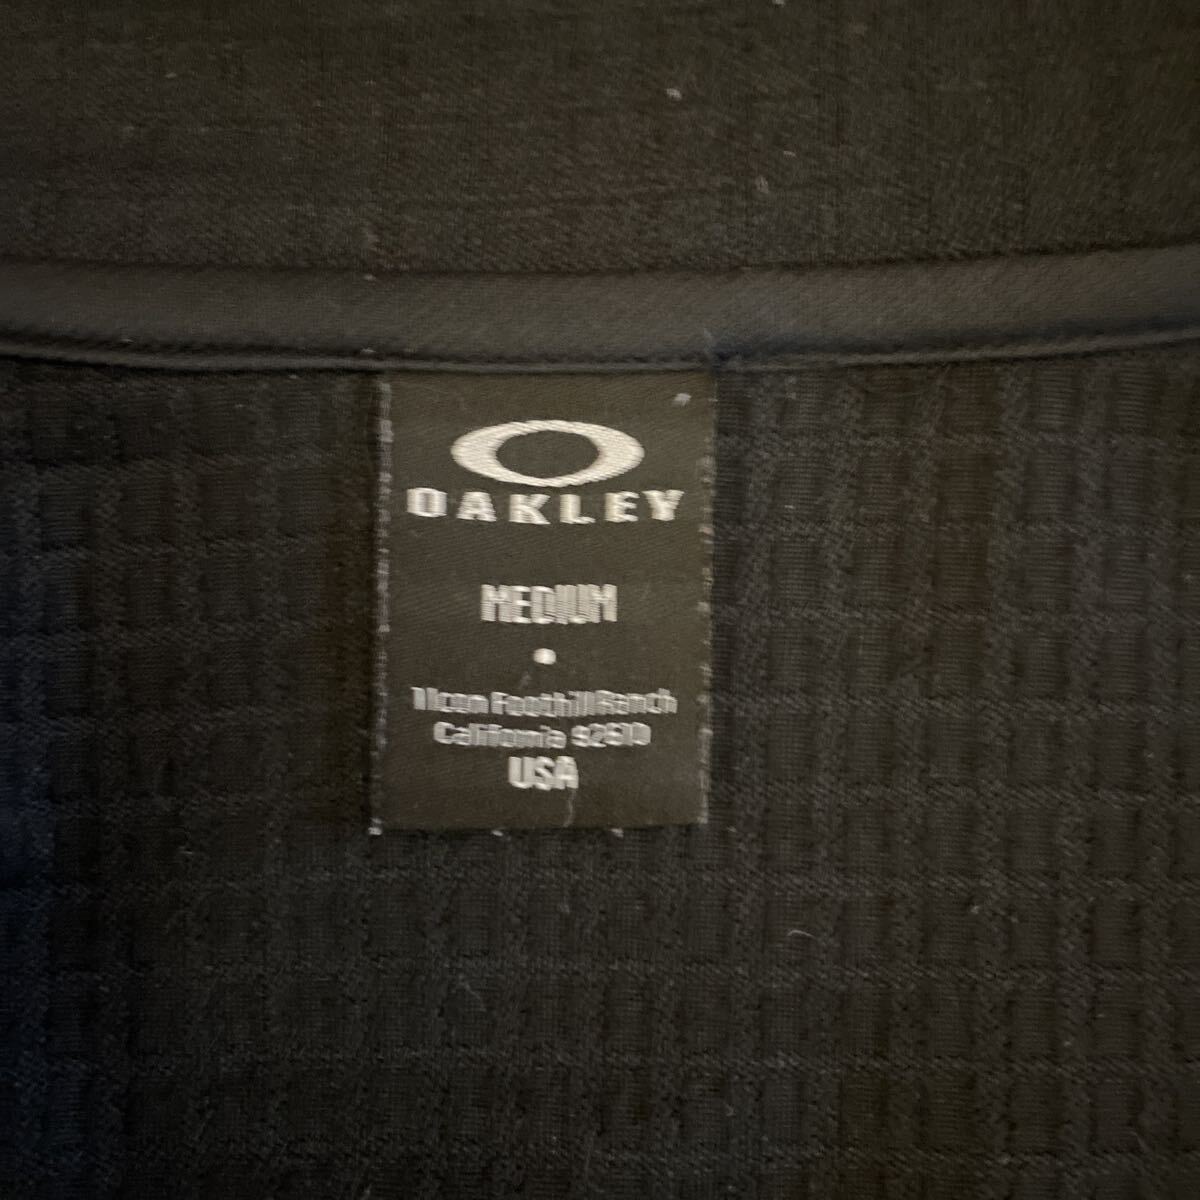 OAKLEY
MEDIUM
•
1 Icon Foothill Ranch
California 92610
USA